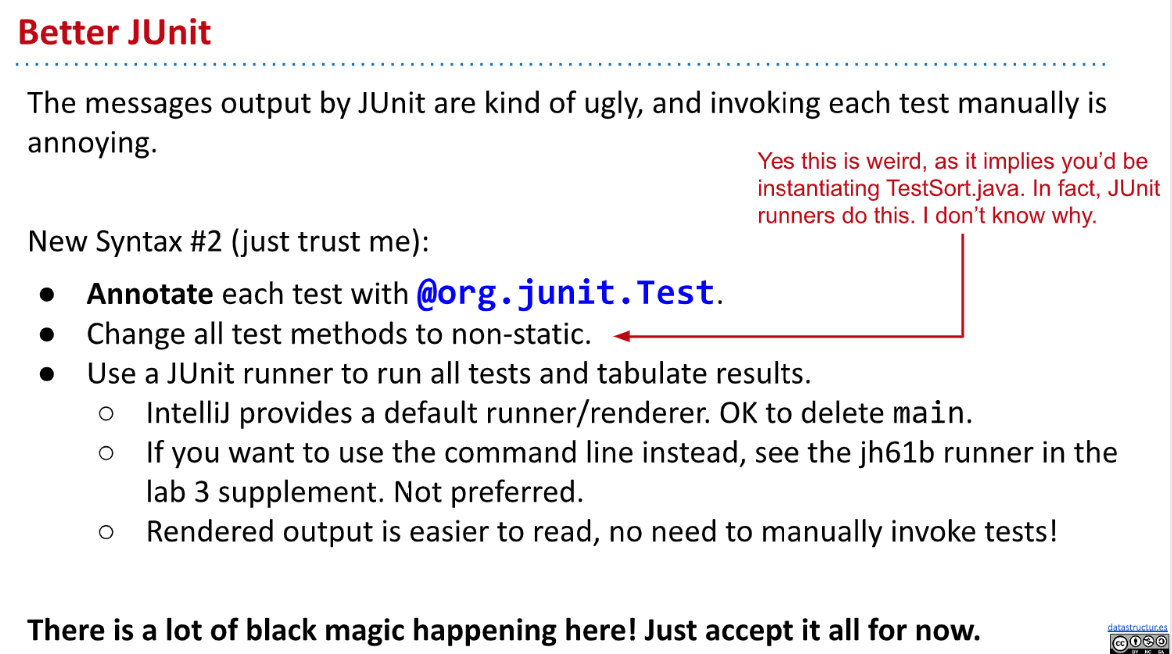 Better JUnit
The messages output by JUnit are kind of ugly, and invoking each test manually is
annoying.
Yes this is weird, as it implies you’d be
instantiating TestSort.java. In fact, JUnit
runners do this. I don’t know why.
New Syntax #2 (just trust me):
● Annotate each test with @org.junit.Test.
● Change all test methods to non-static.
● Use a JUnit runner to run all tests and tabulate results.
○ IntelliJ provides a default runner/renderer. OK to delete main.
○ If you want to use the command line instead, see the jh61b runner in the
lab 3 supplement. Not preferred.
○ Rendered output is easier to read, no need to manually invoke tests!
There is a lot of black magic happening here! Just accept it all for now.
datastructur.es
cc
BY NC SA